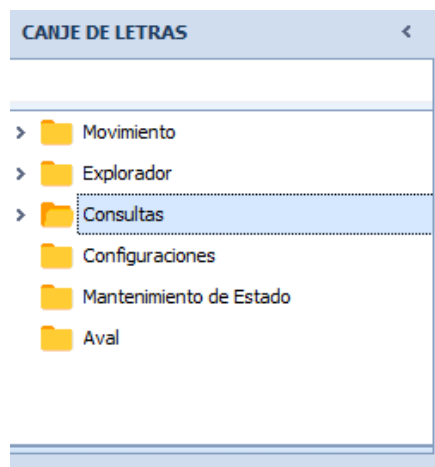 CANJE DE LETRAS
Movimiento
Explorador
Consultas
Configuraciones
Mantenimiento de Estado
Aval